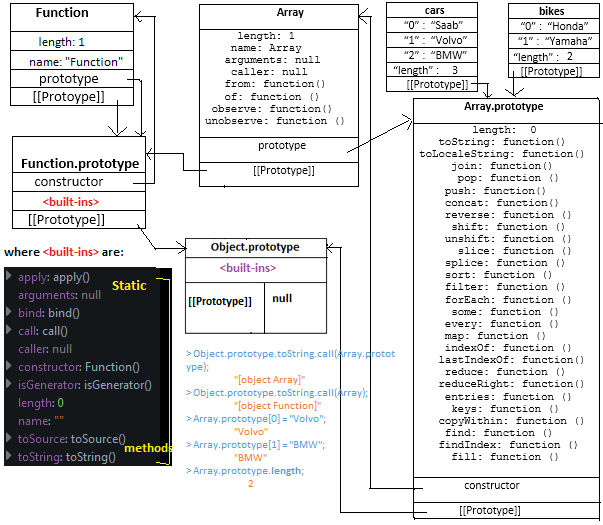 Function
length: 1
name: "Function"
prototype
[[Protoype]]
Array
length: 1
name: Array
arguments: null
caller: null
from: function()
of: function ()
observe: function()
unobserve: function ()
prototype
[[Prototype]]
cars
"0" : "Saab"
"1" : "Volvo"
"2" : "BMW"
"length" : 3
[[Prototype]]
bikes
"0" : "Honda"
"1" : "Yamaha"
"length" : 2
[[Prototype]]
Function.prototype
constructor
<built-ins>
[[Prototype]]
Array.prototype
length: 0
toString: function()
toLocaleString: function()
join: function()
pop: function ()
push: function()
concat: function()
reverse: function ()
shift: function ()
unshift: function ()
slice: function()
splice: function ()
sort: function()
filter: function()
forEach: function ()
some: function ()
every: function()
map: function ()
indexOf: function()
lastIndexOf: function()
reduce: function ()
reduceRight: function()
entries: function ()
keys: function ()
copyWithin: function ()
find: function ()
findIndex: function ()
fill: function ()
constructor
[[Prototype]]
Object.prototype
<built-ins>
[[Prototype]]
null
where <built-ins> are:
apply: apply()
Static
arguments: null
bind: bind()
call: call()
caller: null
constructor: Function()
isGenerator: isGenerator()
length: 0
name: ""
toSource: toSource()
methods
toString: toString()
> Object.prototype.toString.call(Array.protot
ype);
"[object Array]"
> Object.prototype.toString.call(Array);
"[object Function]"
> Array.prototype[0] = "Volvo";
"Volvo"
> Array.prototype[1] = "BMW";
"BMW"
> Array.prototype.length;
2